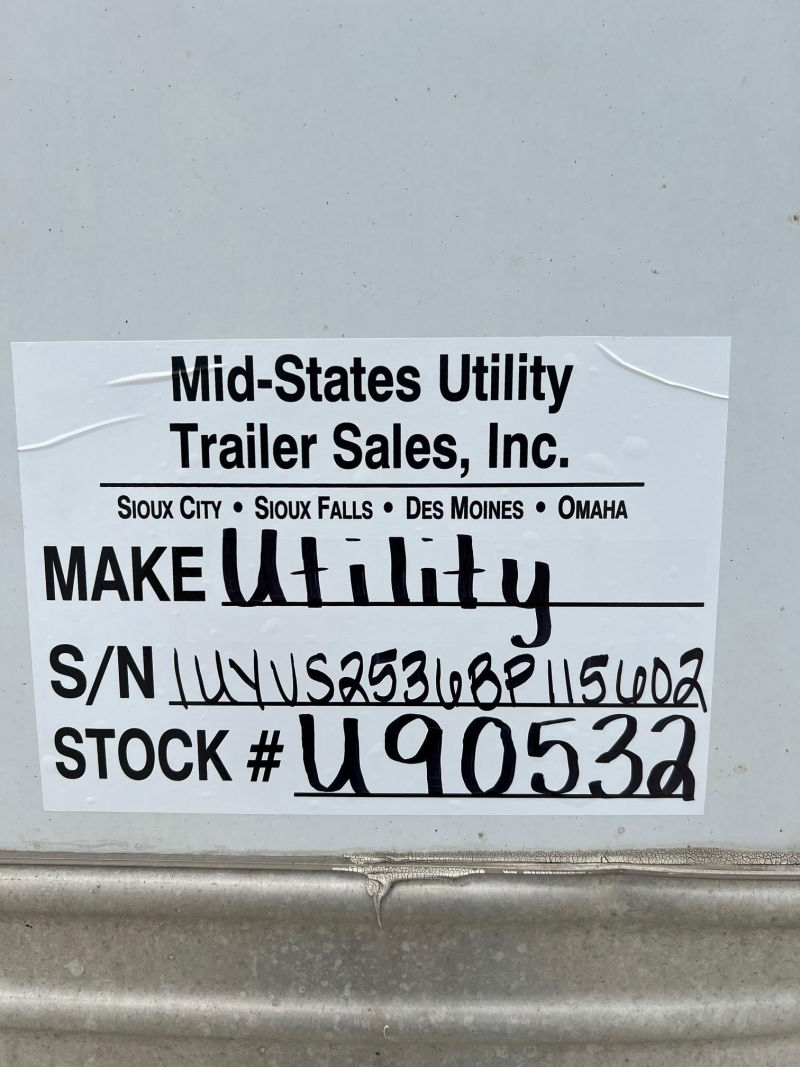 Mid-States Utility
Trailer Sales, Inc.
SIOUX CITY • SIOUX FALLS • DES MOINES • OMAHA
MAKE Utility
S/N 1UYVS2536BP115602
STOCK # U90532